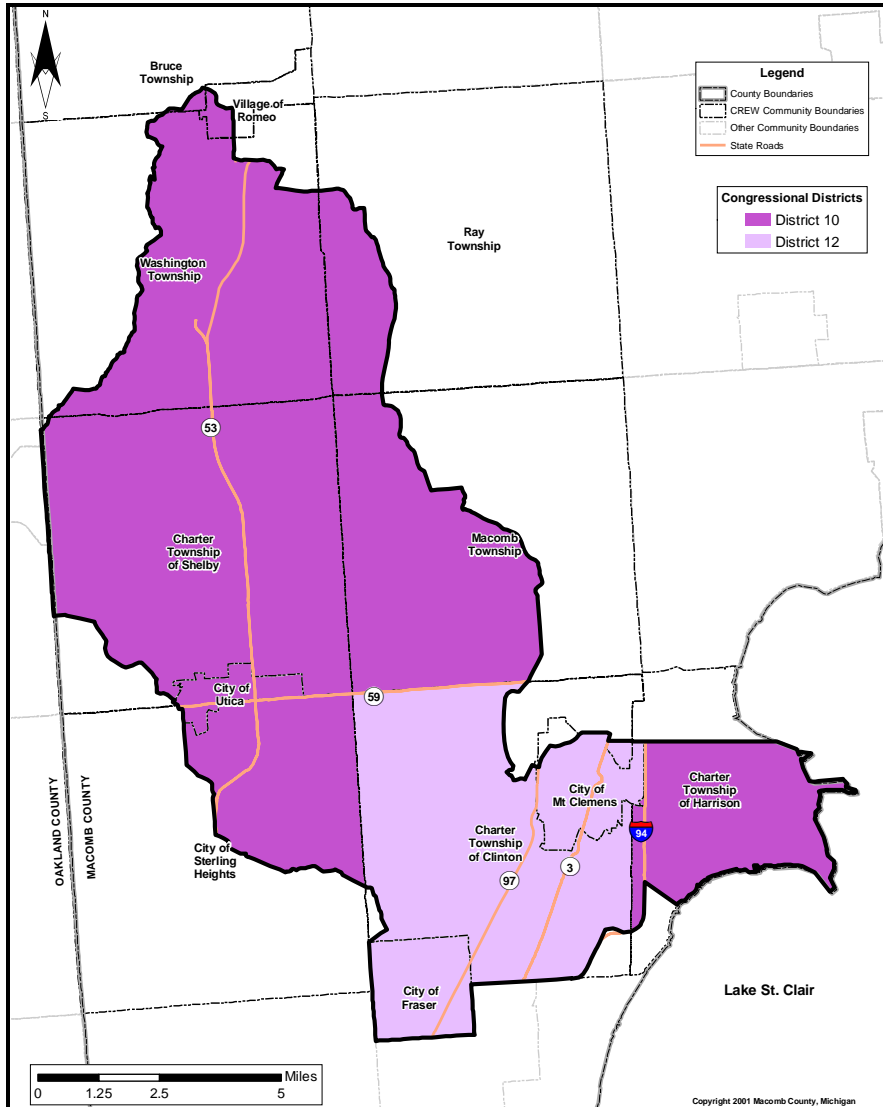 N
S
Bruce
Township
Village of
Romeo
Legend
County Boundaries
CREW Community Boundaries
Other Community Boundaries
State Roads
Congressional Districts
District 10
District 12
Ray
Township
Washington
Township
53
Charter
Township
of Shelby
Macomb
Township
City of
Utica
59
OAKLAND COUNTY
MACOMB COUNTY
City of
Mt Clemens
Charter
Township
of Harrison
94
Charter
Township
of Clinton
City of
Sterling
Heights
97
3
City of
Fraser
Lake St. Clair
Miles
0 1.25 2.5 5
Copyright 2001 Macomb County, Michigan